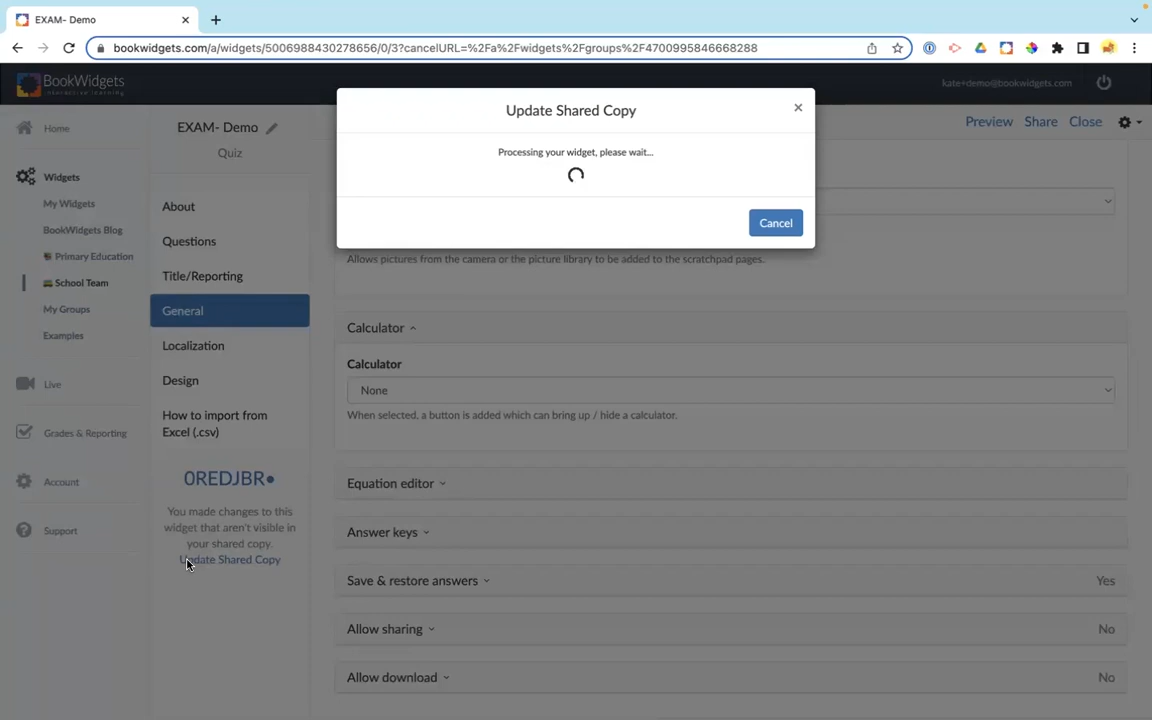 EXAM- Demo
bookwidgets.com/a/widgets/5006988430278656/0/3?cancelURL=%2Fa%2Fwidgets%2Fgroups%2F4700995846668288
BookWidgets
interactive learning
kate+demo@bookwidgets.com
Home
Widgets
My Widgets
BookWidgets Blog
Primary Education
School Team
My Groups
Examples
Live
Grades & Reporting
Account
Support
EXAM- Demo
Quiz
About
Questions
Title/Reporting
General
Localization
Design
How to import from
Excel (.csv)
0REDJBR•
You made changes to this
widget that aren't visible in
your shared copy.
Update Shared Copy
Preview Share Close
Update Shared Copy
×
Processing your widget, please wait...
Cancel
Allows pictures from the camera or the picture library to be added to the scratchpad pages.
Calculator
Calculator
None
When selected, a button is added which can bring up / hide a calculator.
Equation editor
Answer keys
Save & restore answers Yes
Allow sharing No
Allow download No